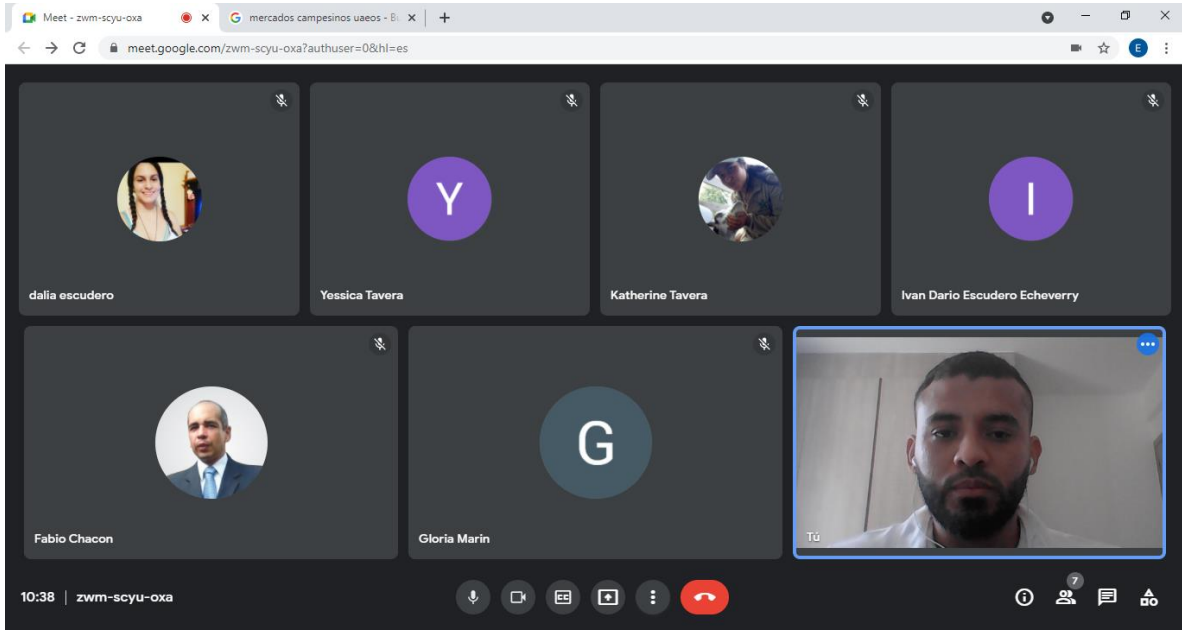 Meet - zwm-scyu-oxa
mercados campesinos uaeos - Bu
meet.google.com/zwm-scyu-oxa?authuser=0&hl=es
E
dalia escudero
Y
Yessica Tavera
Katherine Tavera
I
Ivan Dario Escudero Echeverry
Fabio Chacon
G
Gloria Marin
Tú
10:38 | zwm-scyu-oxa
CC
7